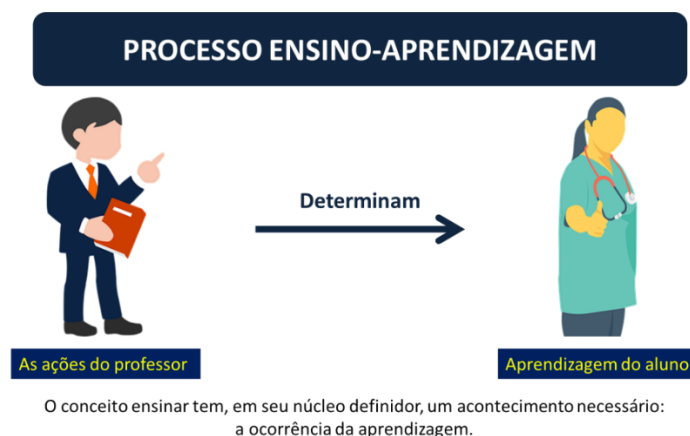 PROCESSO ENSINO-APRENDIZAGEM
Determinam
As ações do professor
Aprendizagem do aluno
O conceito ensinar tem, em seu núcleo definidor, um acontecimento necessário:
a ocorrência da aprendizagem.